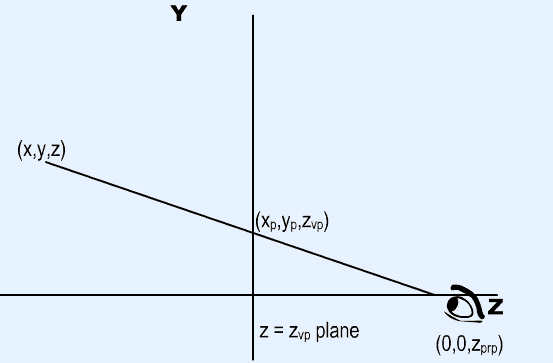 Y
(x,y,z)
(xp,yp,zvp)
Z
z = zvp plane
(0,0,zprp)